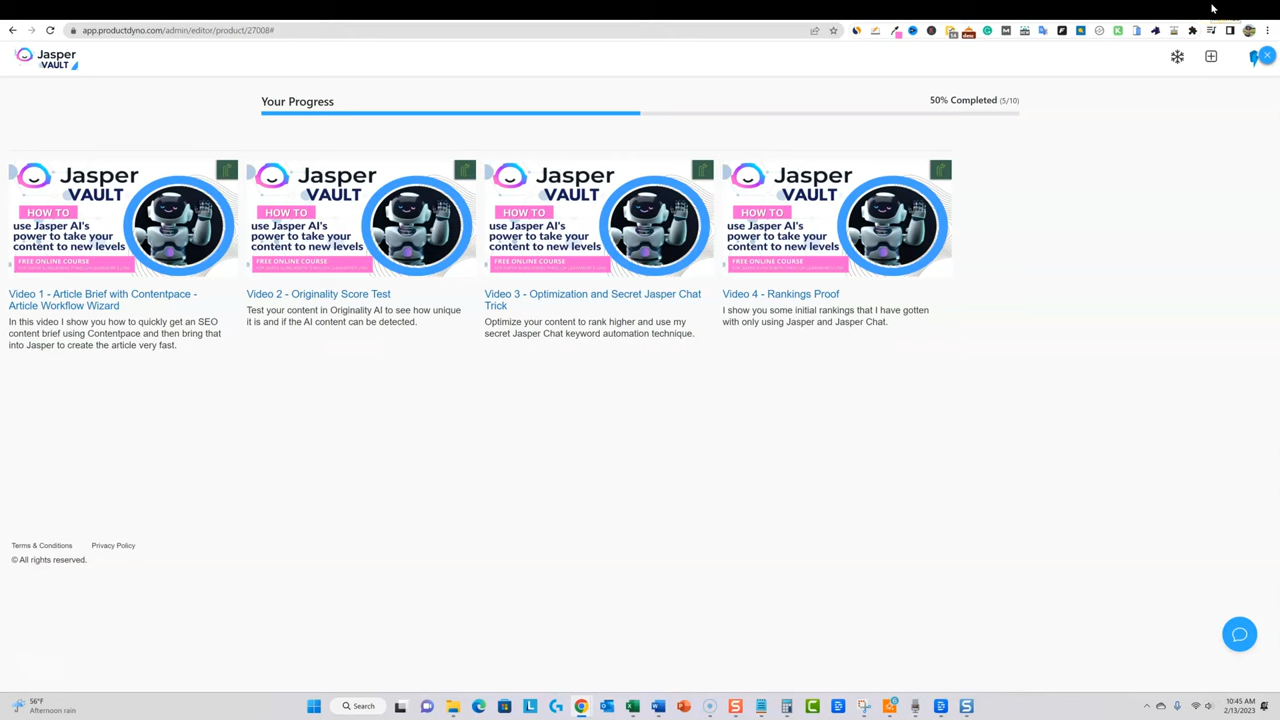 app.productdyno.com/admin/editor/product/27008#
Jasper
VAULT
Your Progress
50% Completed (5/10)
Jasper
VAULT
HOW TO
use Jasper AI's
power to take your
content to new levels
FREE ONLINE COURSE
Jasper
VAULT
HOW TO
use Jasper AI's
power to take your
content to new levels
FREE ONLINE COURSE
Jasper
VAULT
HOW TO
use Jasper AI's
power to take your
content to new levels
FREE ONLINE COURSE
Jasper
VAULT
HOW TO
use Jasper AI's
power to take your
content to new levels
FREE ONLINE COURSE
Video 1 - Article Brief with Contentpace -
Article Workflow Wizard
In this video I show you how to quickly get an SEO
content brief using Contentpace and then bring that
into Jasper to create the article very fast.
Video 2 - Originality Score Test
Test your content in Originality AI to see how unique
it is and if the AI content can be detected.
Video 3 - Optimization and Secret Jasper Chat
Trick
Optimize your content to rank higher and use my
secret Jasper Chat keyword automation technique.
Video 4 - Rankings Proof
I show you some initial rankings that I have gotten
with only using Jasper and Jasper Chat.
Terms & Conditions
Privacy Policy
© All rights reserved.
56°F
Afternoon rain
Search
10:45 AM
2/13/2023